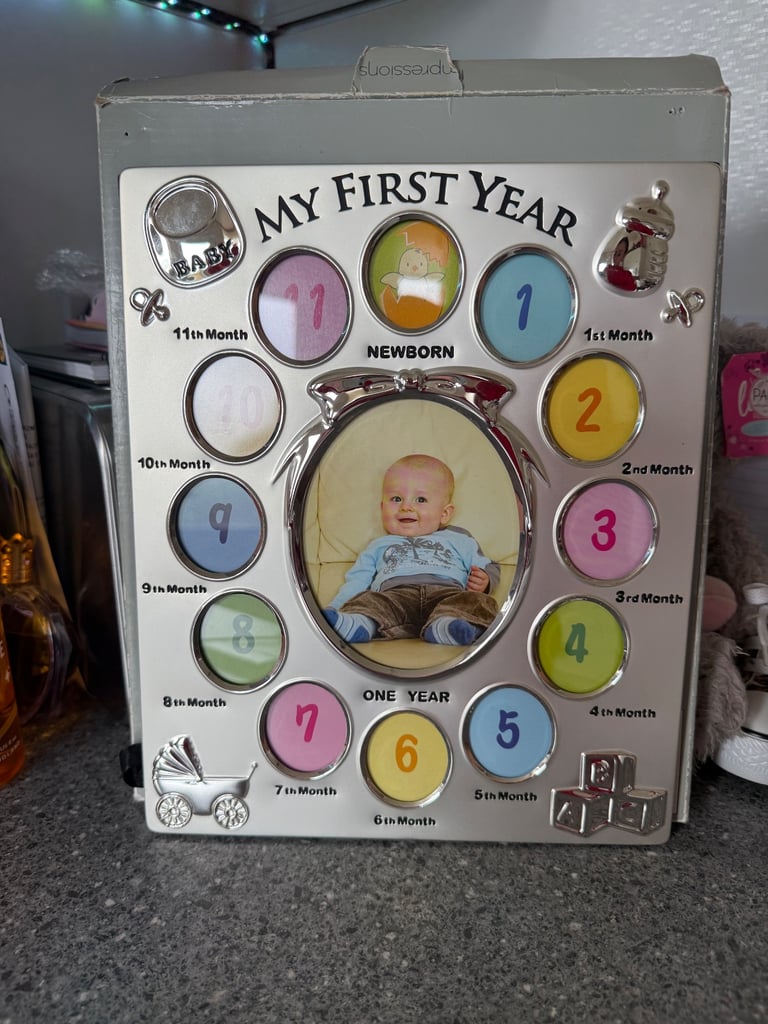 mpressions
MY FIRST YEAR
BABY
11
1
11th Month
NEWBORN
1st Month
10
2
10th Month
2nd Month
9
3
9th Month
3rd Month
8
4
8th Month
ONE YEAR
4th Month
7
6
5
7th Month
5th Month
6th Month
B
A C